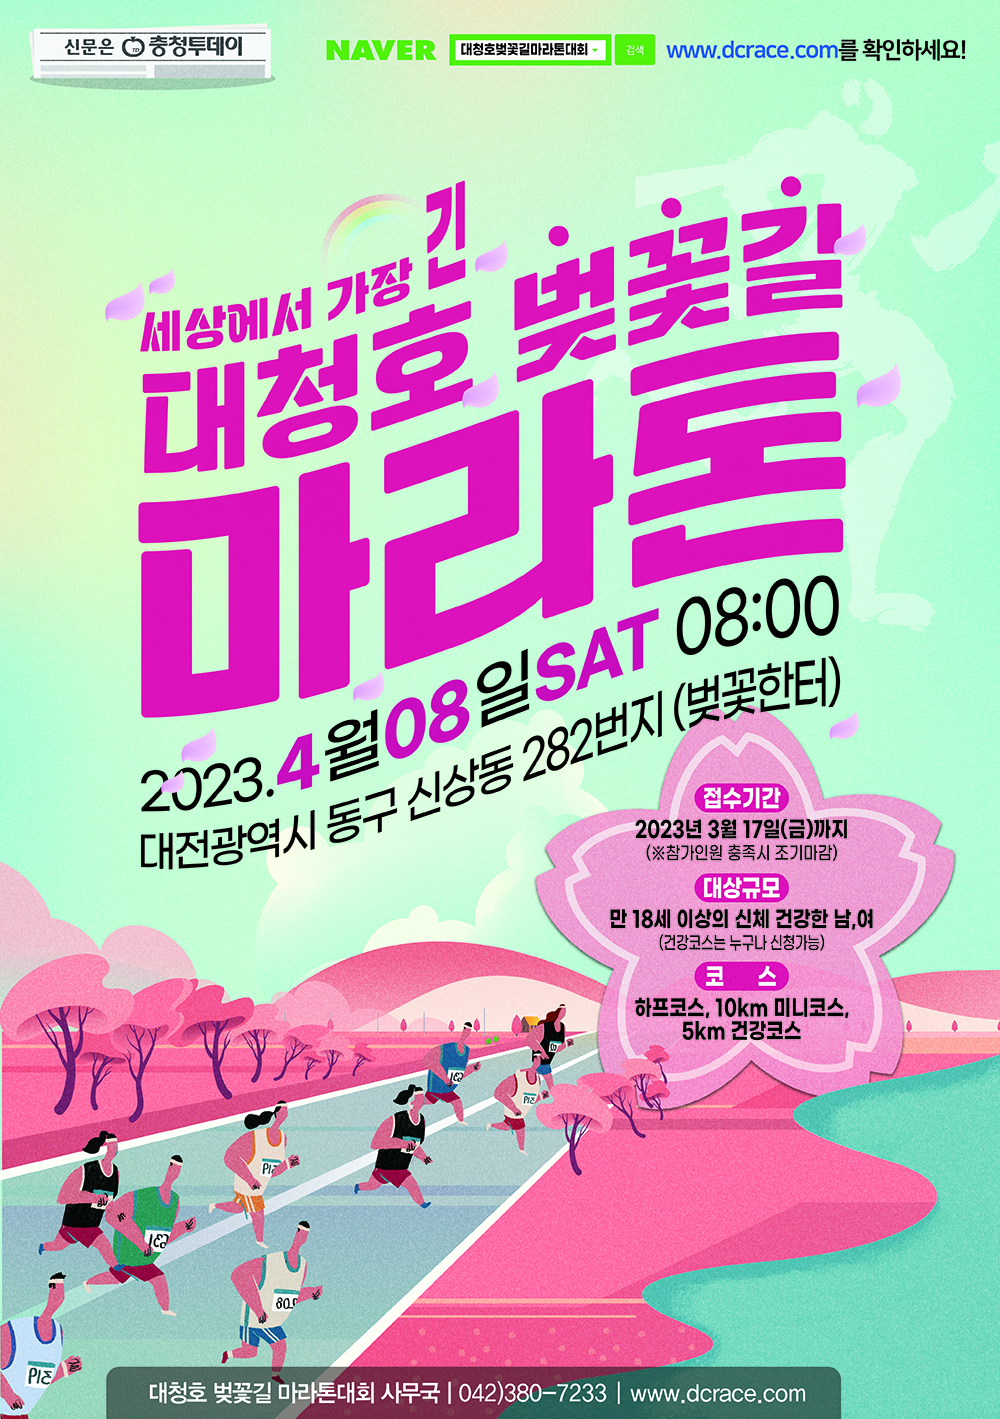 신문은 충청투데이
NAVER 대청호벚꽃길마라톤대회 검색 www.dcrace.com를 확인하세요!
세상에서 가장 긴
대청호 벚꽃길
마라톤
2023.4월08일SAT 08:00
대전광역시 동구 신상동 282번지 (벚꽃한터)
접수기간
2023년 3월 17일(금)까지
(※참가인원 충족시 조기마감)
대상규모
만 18세 이상의 신체 건강한 남,여
(건강코스는 누구나 신청가능)
코 스
하프코스, 10km 미니코스,
5km 건강코스
대청호 벚꽃길 마라톤대회 사무국 | 042)380-7233 | www.dcrace.com